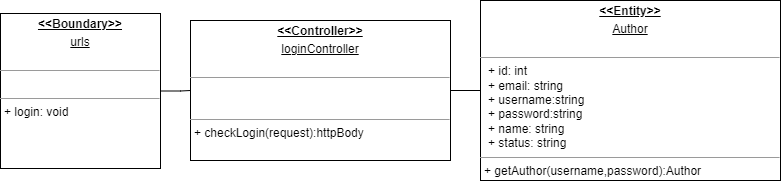 <<Boundary>>
urls
+ login: void
<<Controller>>
loginController
+ checkLogin(request):httpBody
<<Entity>>
Author
+ id: int
+ email: string
+ username:string
+ password:string
+ name: string
+ status: string
+ getAuthor(username,password):Author